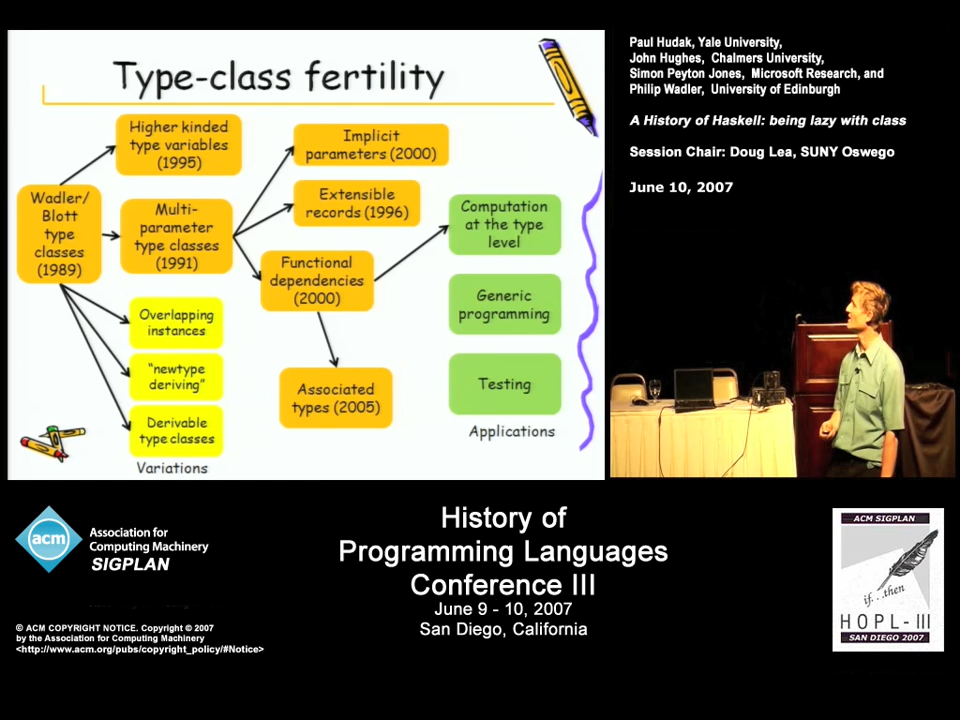 Type-class fertility
Higher kinded
type variables
(1995)
Wadler/
Blott
type
classes
(1989)
Multi-
parameter
type classes
(1991)
Implicit
parameters (2000)
Extensible
records (1996)
Functional
dependencies
(2000)
Associated
types (2005)
Computation
at the type
level
Generic
programming
Testing
Applications
Overlapping
instances
"newtype
deriving"
Derivable
type classes
Variations
Paul Hudak, Yale University,
John Hughes, Chalmers University,
Simon Peyton Jones, Microsoft Research, and
Philip Wadler, University of Edinburgh
A History of Haskell: being lazy with class
Session Chair: Doug Lea, SUNY Oswego
June 10, 2007
acm
Association for
Computing Machinery
SIGPLAN
© ACM COPYRIGHT NOTICE. Copyright © 2007
by the Association for Computing Machinery
<http://www.acm.org/pubs/copyright_policy/#Notice>
History of
Programming Languages
Conference III
June 9 - 10, 2007
San Diego, California
ACM SIGPLAN
if. . .then
HOPL-III
SAN DIEGO 2007